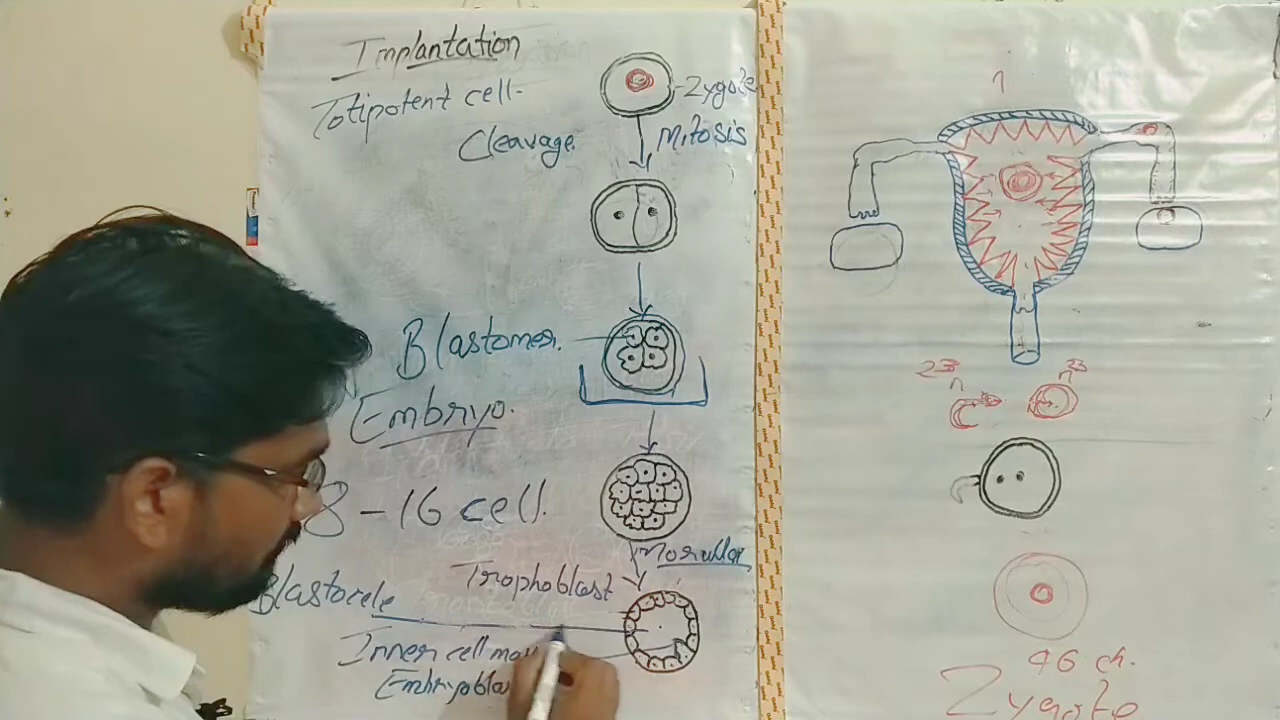 Implantation
Totipotent cell-
Zygote
Cleavage
Mitosis
Blastomer.
Embryo.
8-16 cell.
Morullar
Trophoblast
Blastocele
Inner cell mas
Embryoblas
1
23 23
46 ch.
Zygote